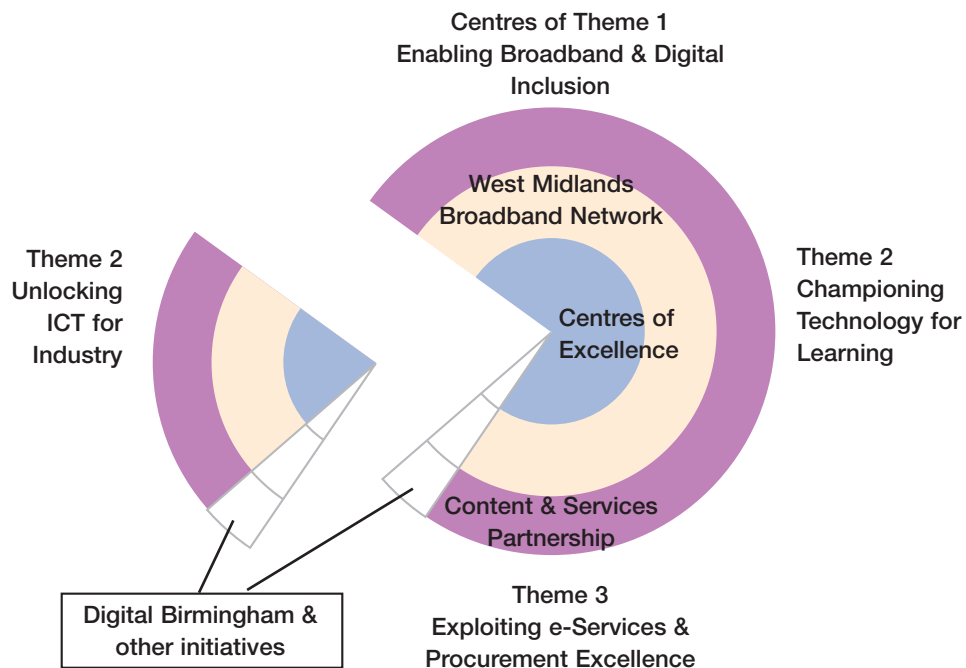 Centres of Theme 1
Enabling Broadband & Digital
Inclusion
West Midlands
Broadband Network
Theme 2
Unlocking
ICT for
Industry
Centres of
Excellence
Theme 2
Championing
Technology for
Learning
Content & Services
Partnership
Digital Birmingham &
other initiatives
Theme 3
Exploiting e-Services &
Procurement Excellence